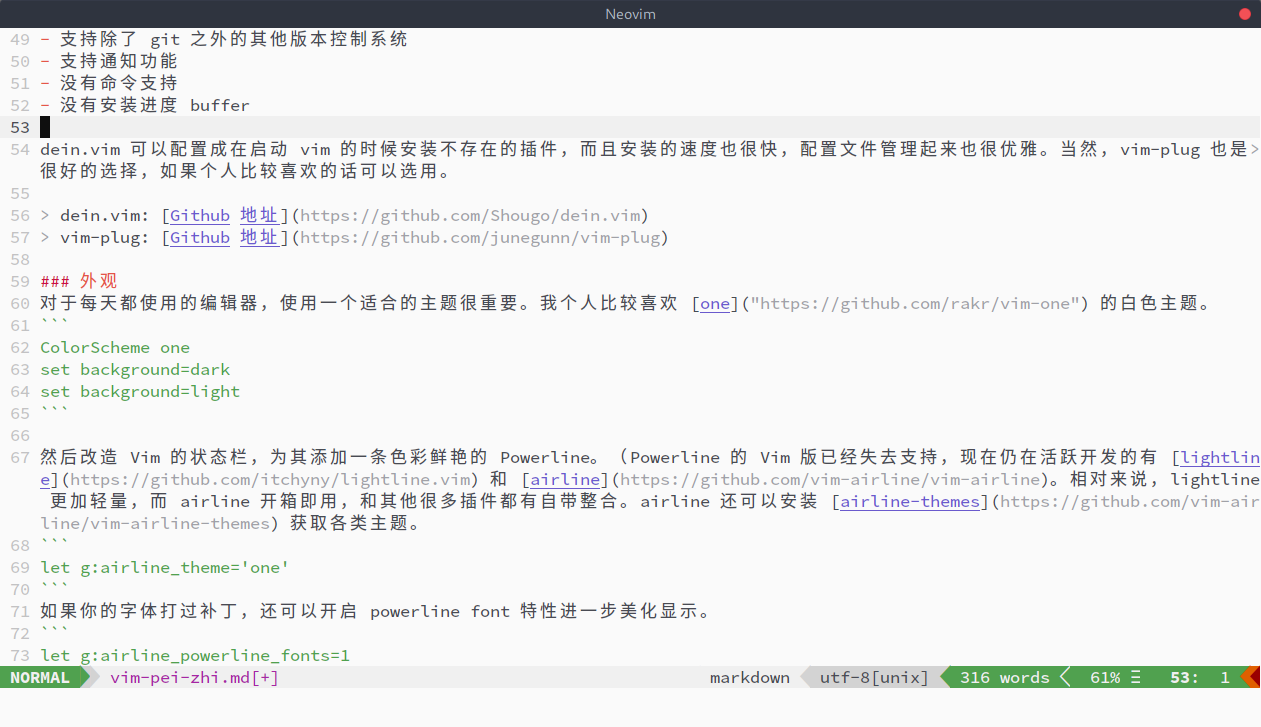 Neovim
49 - 支持除了 git 之外的其他版本控制系统
50 - 支持通知功能
51 - 没有命令支持
52 - 没有安装进度 buffer
53
54 dein.vim 可以配置成在启动 vim 的时候安装不存在的插件，而且安装的速度也很快，配置文件管理起来也很优雅。当然，vim-plug 也是>
很好的选择，如果个人比较喜欢的话可以选用。
55
56 > dein.vim: [Github 地址](https://github.com/Shougo/dein.vim)
57 > vim-plug: [Github 地址](https://github.com/junegunn/vim-plug)
58
59 ### 外观
60 对于每天都使用的编辑器，使用一个适合的主题很重要。我个人比较喜欢 [one]("https://github.com/rakr/vim-one") 的白色主题。
61 ```
62 ColorScheme one
63 set background=dark
64 set background=light
65 ```
66
67 然后改造 Vim 的状态栏，为其添加一条色彩鲜艳的 Powerline。（Powerline 的 Vim 版已经失去支持，现在仍在活跃开发的有 [lightlin
e](https://github.com/itchyny/lightline.vim) 和 [airline](https://github.com/vim-airline/vim-airline)。相对来说，lightline
更加轻量，而 airline 开箱即用，和其他很多插件都有自带整合。airline 还可以安装 [airline-themes](https://github.com/vim-air
line/vim-airline-themes) 获取各类主题。
68 ```
69 let g:airline_theme='one'
70 ```
71 如果你的字体打过补丁，还可以开启 powerline font 特性进一步美化显示。
72 ```
73 let g:airline_powerline_fonts=1
NORMAL vim-pei-zhi.md[+] markdown utf-8[unix] 316 words 61% ☰ 53: 1